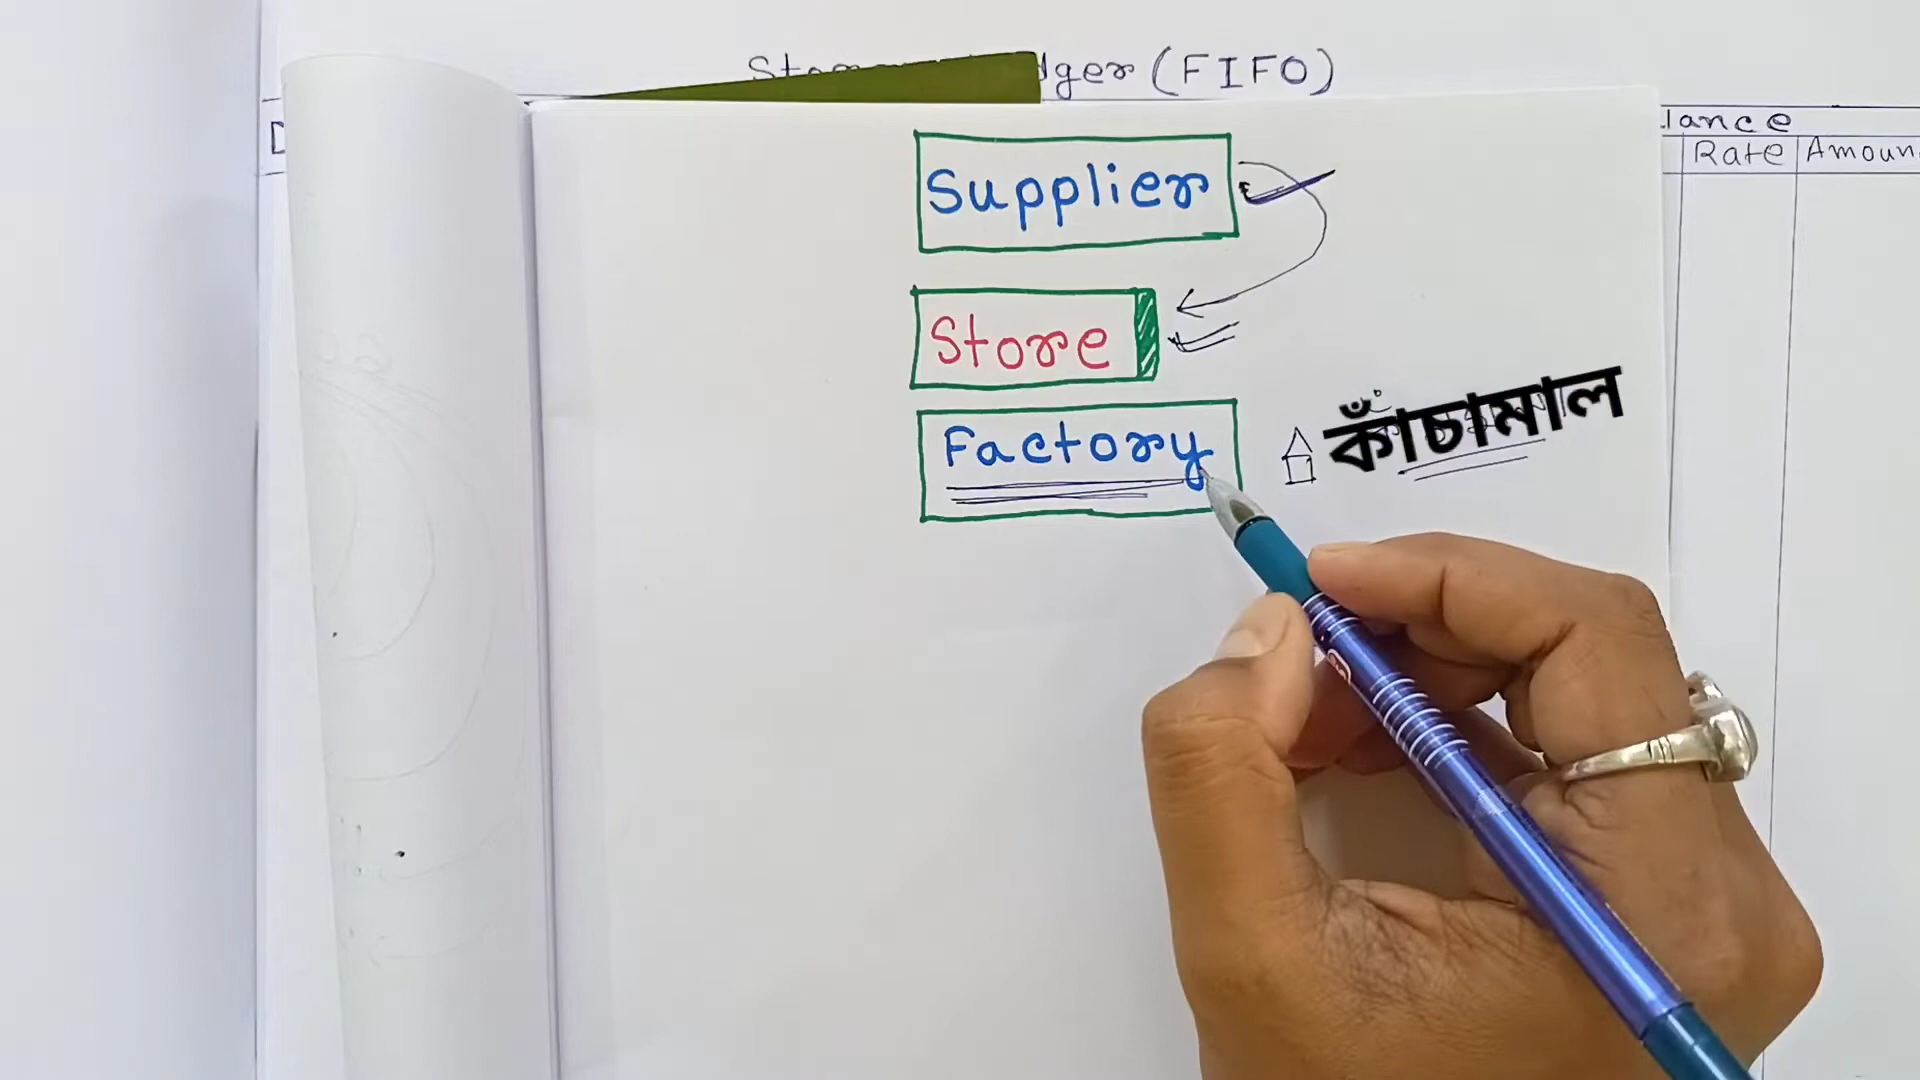 dger (FIFO)
lance
Rate Amoun
Supplier
Store
Factory
কাঁচামাল